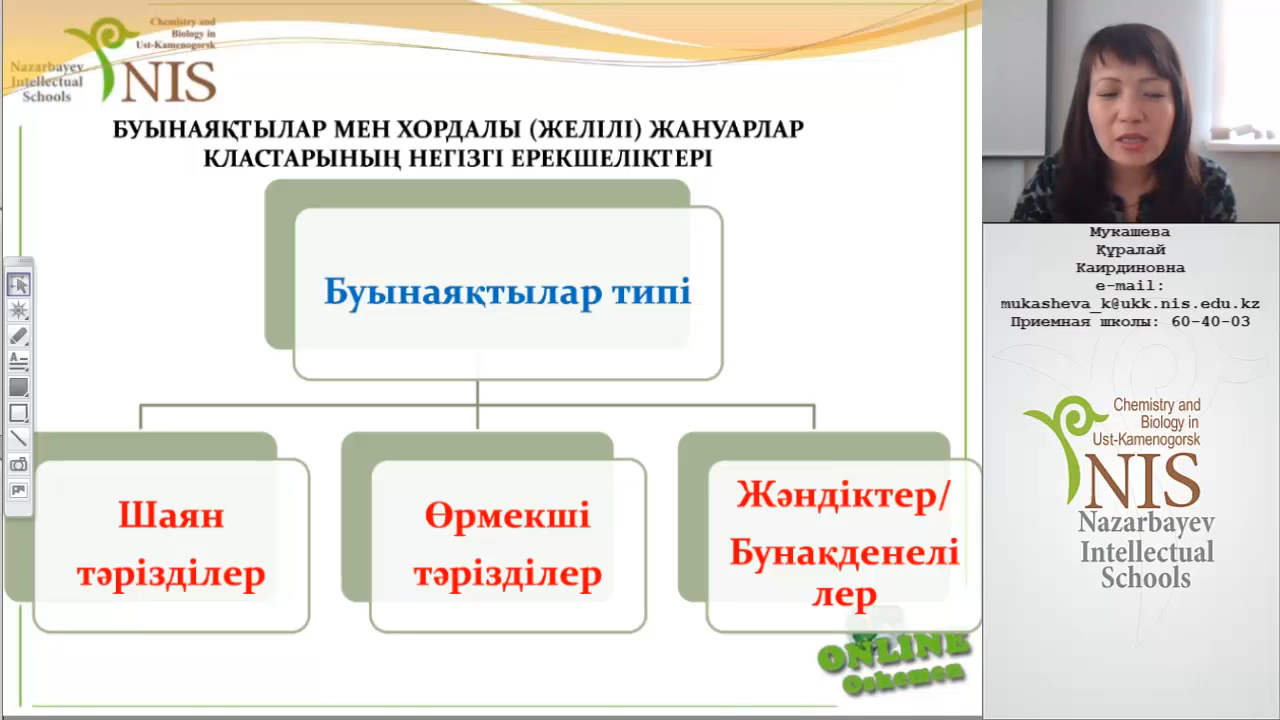 Chemistry and
Biology in
Ust-Kamenogorsk
Nazarbayev
Intellectual
Schools
NIS
БУЫНАЯҚТЫЛАР МЕН ХОРДАЛЫ (ЖЕЛІЛІ) ЖАНУАРЛАР
КЛАСТАРЫНЫҢ НЕГІЗГІ ЕРЕКШЕЛІКТЕРІ
Буынаяқтылар типі
Шаян
тәрізділер
Өрмекші
тәрізділер
Жәндіктер/
Бунақденелі
лер
ONLINE
Oskemen
Мукашева
Құралай
Каирдиновна
e-mail:
mukasheva_k@ukk.nis.edu.kz
Приемная школы: 60-40-03
Chemistry and
Biology in
Ust-Kamenogorsk
NIS
Nazarbayev
Intellectual
Schools